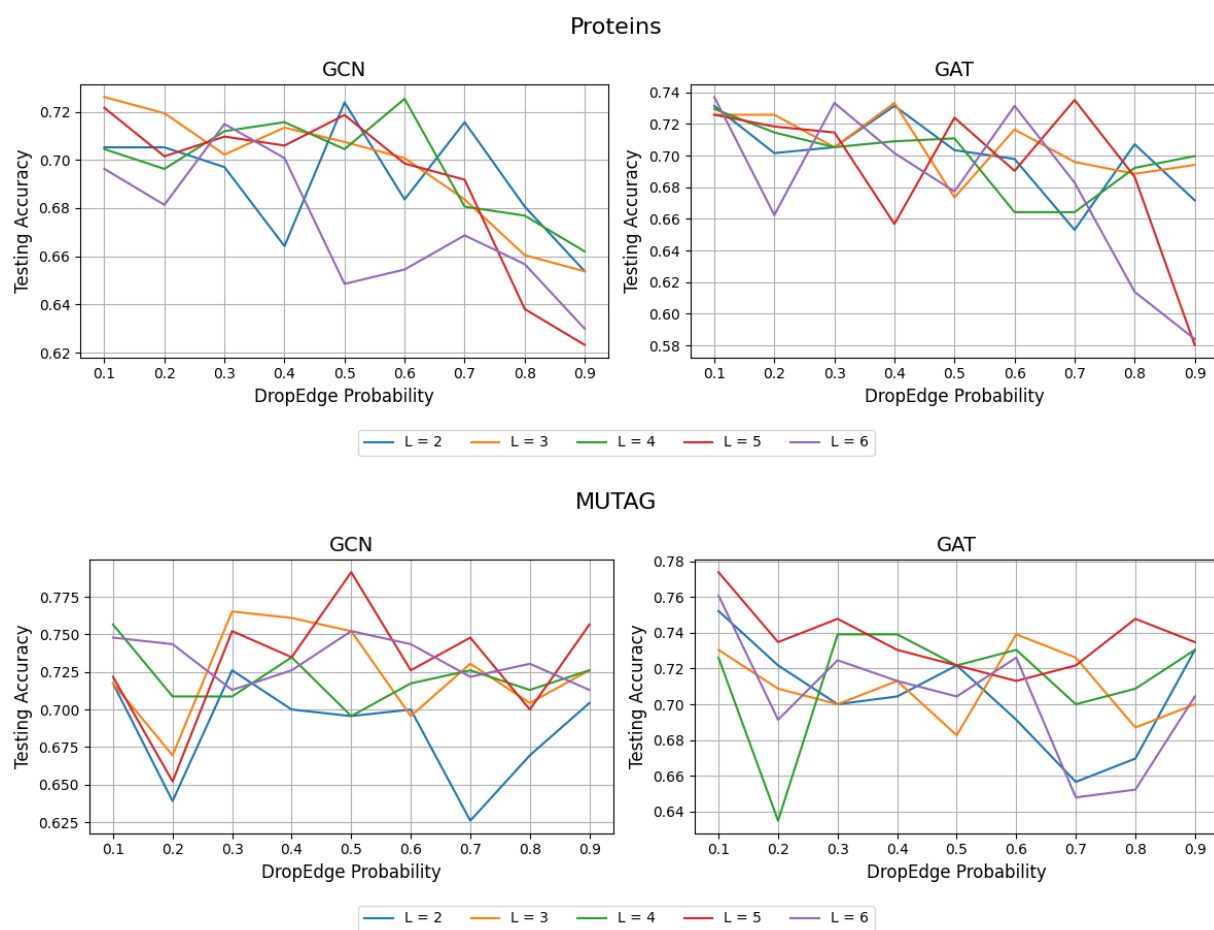 Proteins
GCN
GAT
Testing Accuracy
0.72
0.70
0.68
0.66
0.64
0.62
0.1 0.2 0.3 0.4 0.5 0.6 0.7 0.8 0.9
DropEdge Probability
Testing Accuracy
0.74
0.72
0.70
0.68
0.66
0.64
0.62
0.60
0.58
0.1 0.2 0.3 0.4 0.5 0.6 0.7 0.8 0.9
DropEdge Probability
L = 2 L = 3 L = 4 L = 5 L = 6
MUTAG
GCN
GAT
Testing Accuracy
0.775
0.750
0.725
0.700
0.675
0.650
0.625
0.1 0.2 0.3 0.4 0.5 0.6 0.7 0.8 0.9
DropEdge Probability
Testing Accuracy
0.78
0.76
0.74
0.72
0.70
0.68
0.66
0.64
0.1 0.2 0.3 0.4 0.5 0.6 0.7 0.8 0.9
DropEdge Probability
L = 2 L = 3 L = 4 L = 5 L = 6